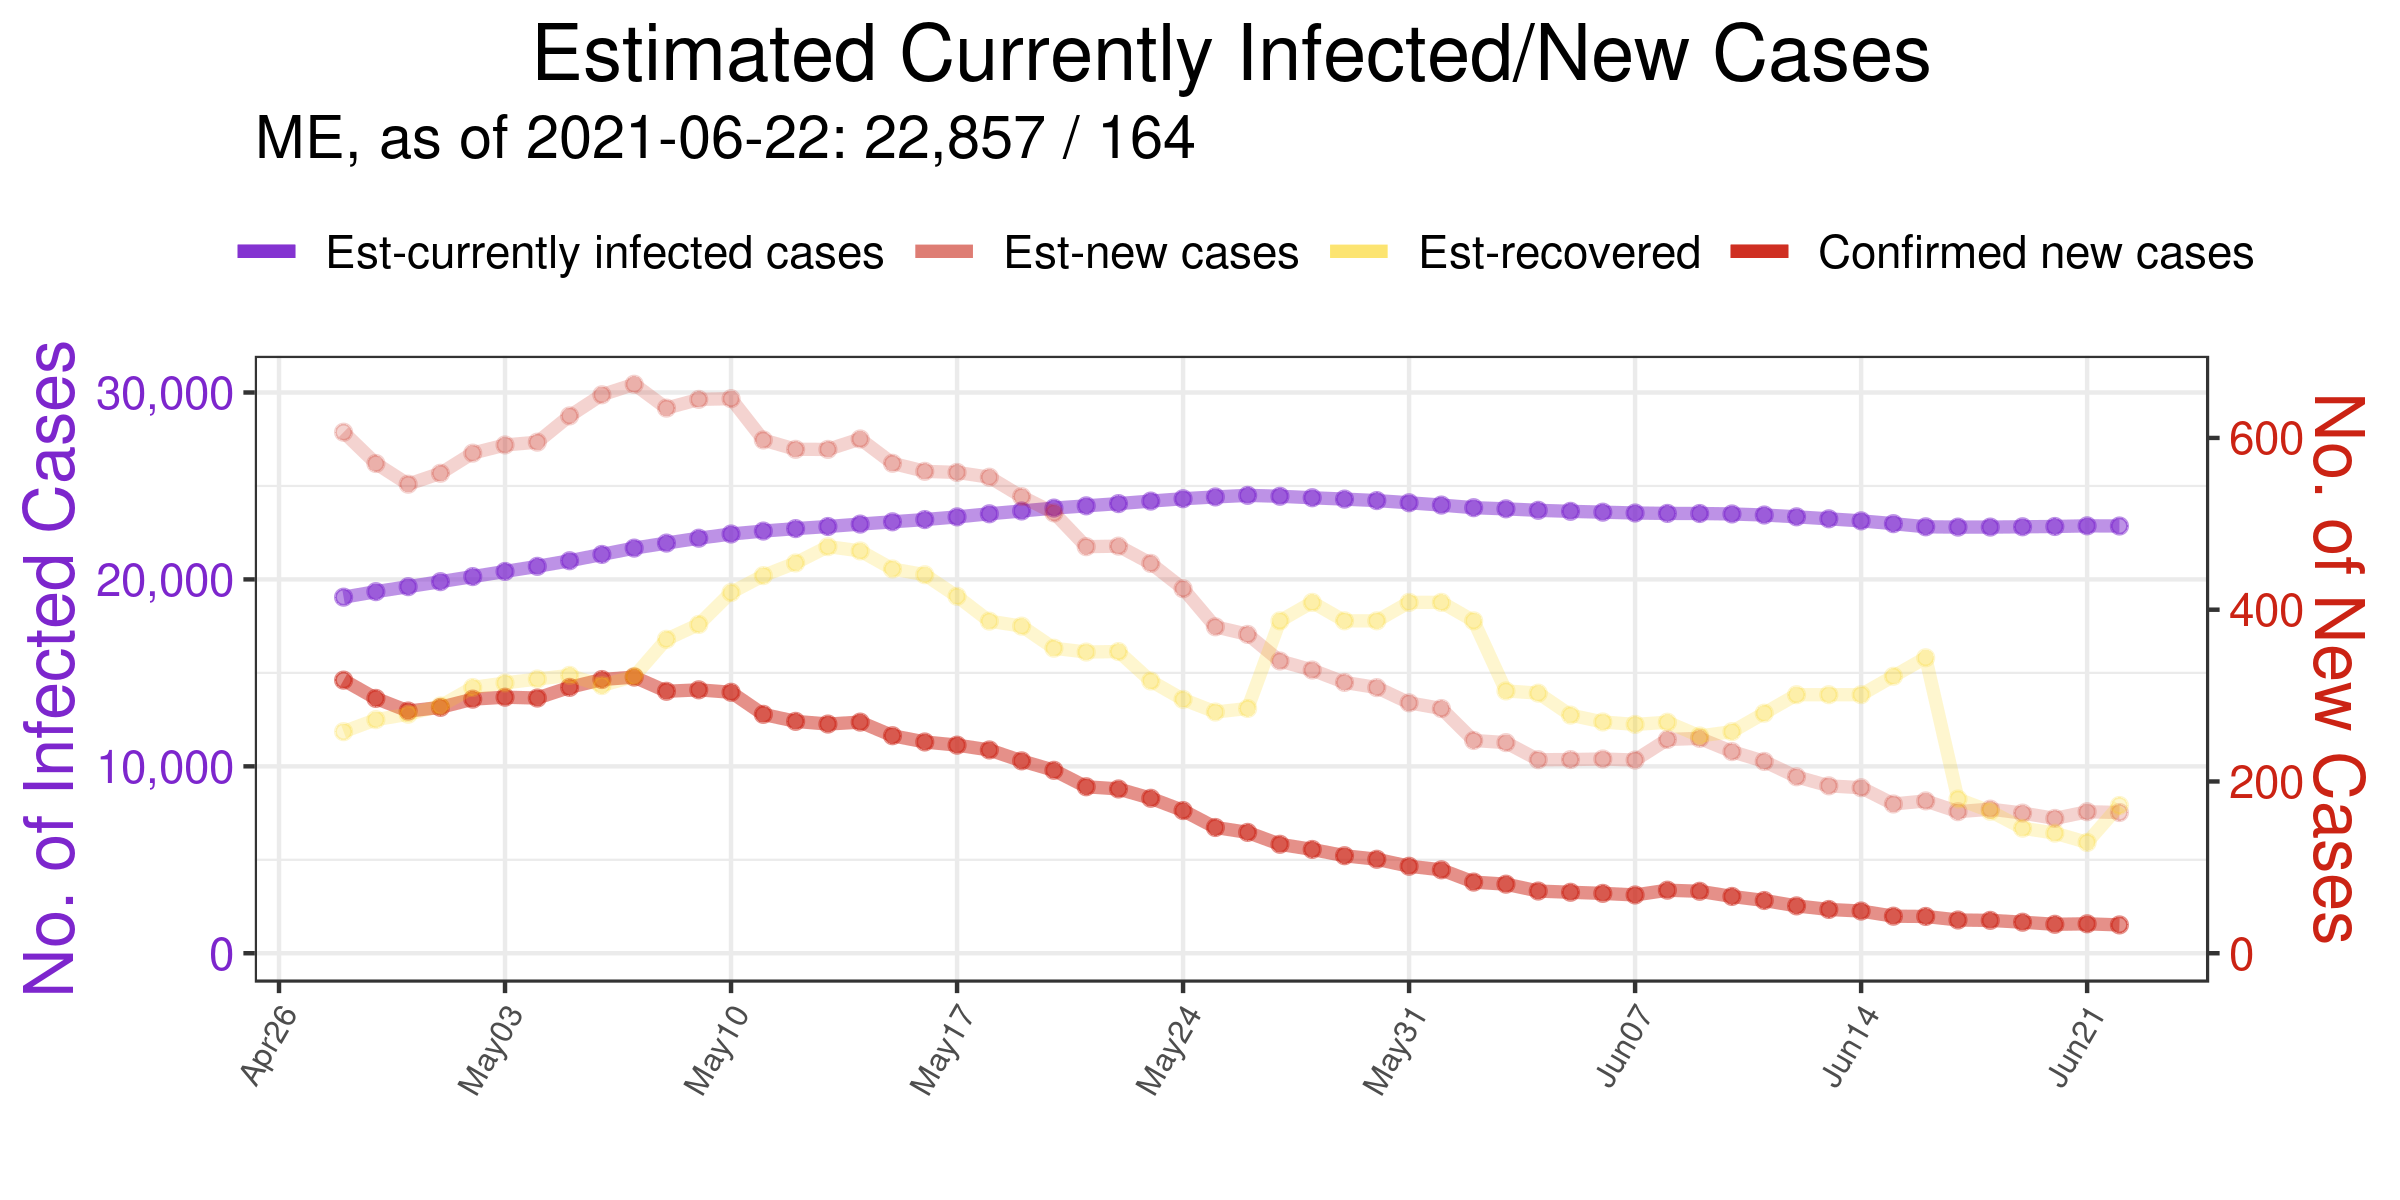 Estimated Currently Infected/New Cases
ME, as of 2021-06-22: 22,857 / 164
Est-currently infected cases Est-new cases Est-recovered Confirmed new cases
No. of Infected Cases
30,000
20,000
10,000
0
600
400
200
0
No. of New Cases
Apr26 May03 May10 May17 May24 May31 Jun07 Jun14 Jun21